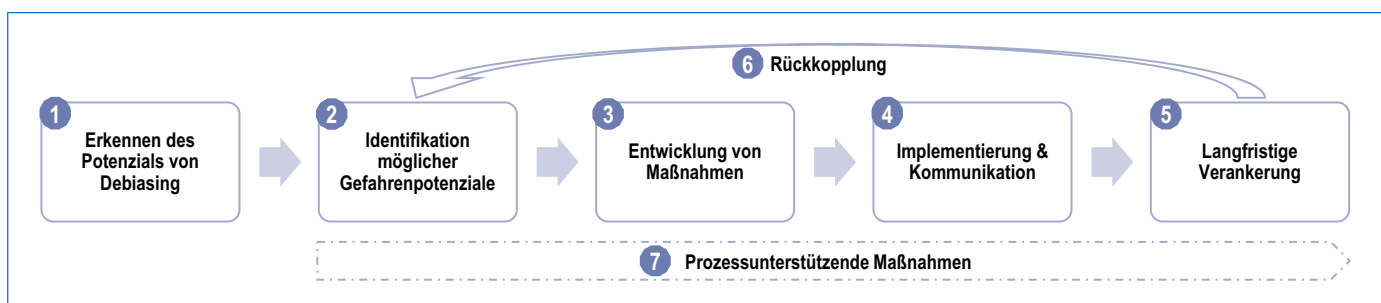 6 Rückkopplung
1
Erkennen des
Potenzials von
Debiasing
2
Identifikation
möglicher
Gefahrenpotenziale
3
Entwicklung von
Maßnahmen
4
Implementierung &
Kommunikation
5
Langfristige
Verankerung
7 Prozessunterstützende Maßnahmen